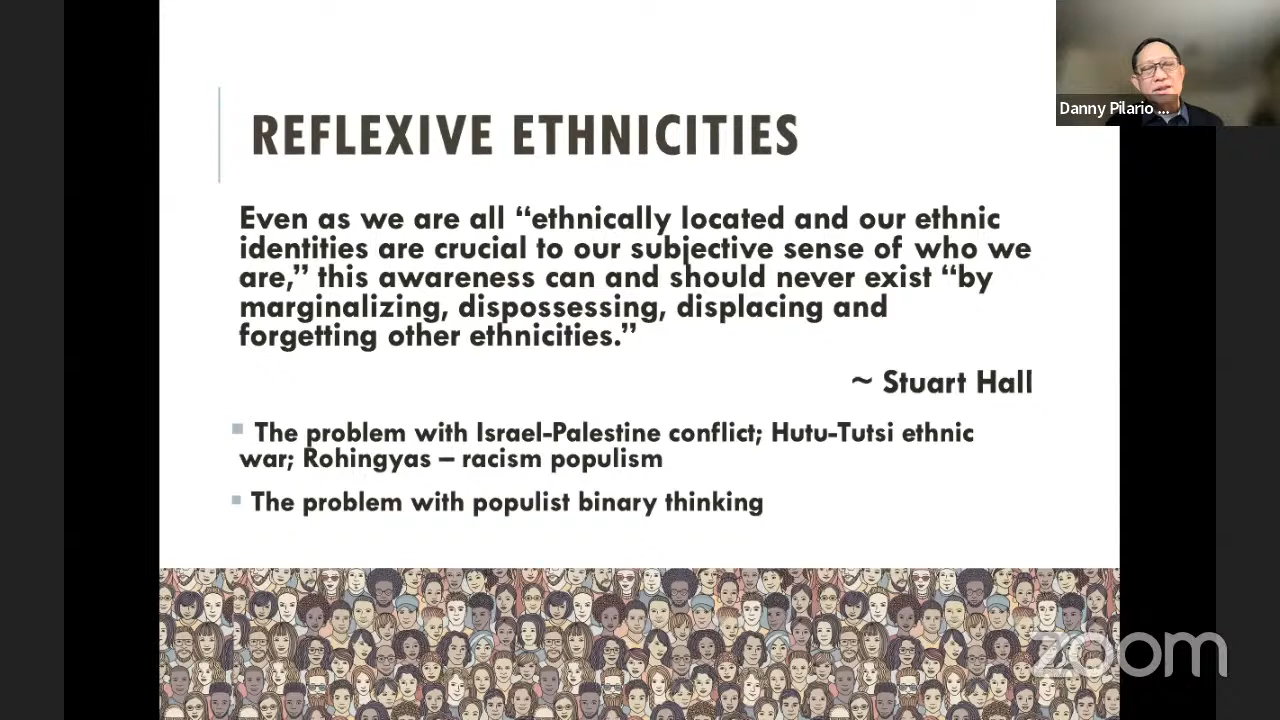 Danny Pilario ...
REFLEXIVE ETHNICITIES
Even as we are all “ethnically located and our ethnic
identities are crucial to our subjective sense of who we
are,” this awareness can and should never exist “by
marginalizing, dispossessing, displacing and
forgetting other ethnicities.”
~ Stuart Hall
The problem with Israel-Palestine conflict; Hutu-Tutsi ethnic
war; Rohingyas – racism populism
The problem with populist binary thinking
zoom